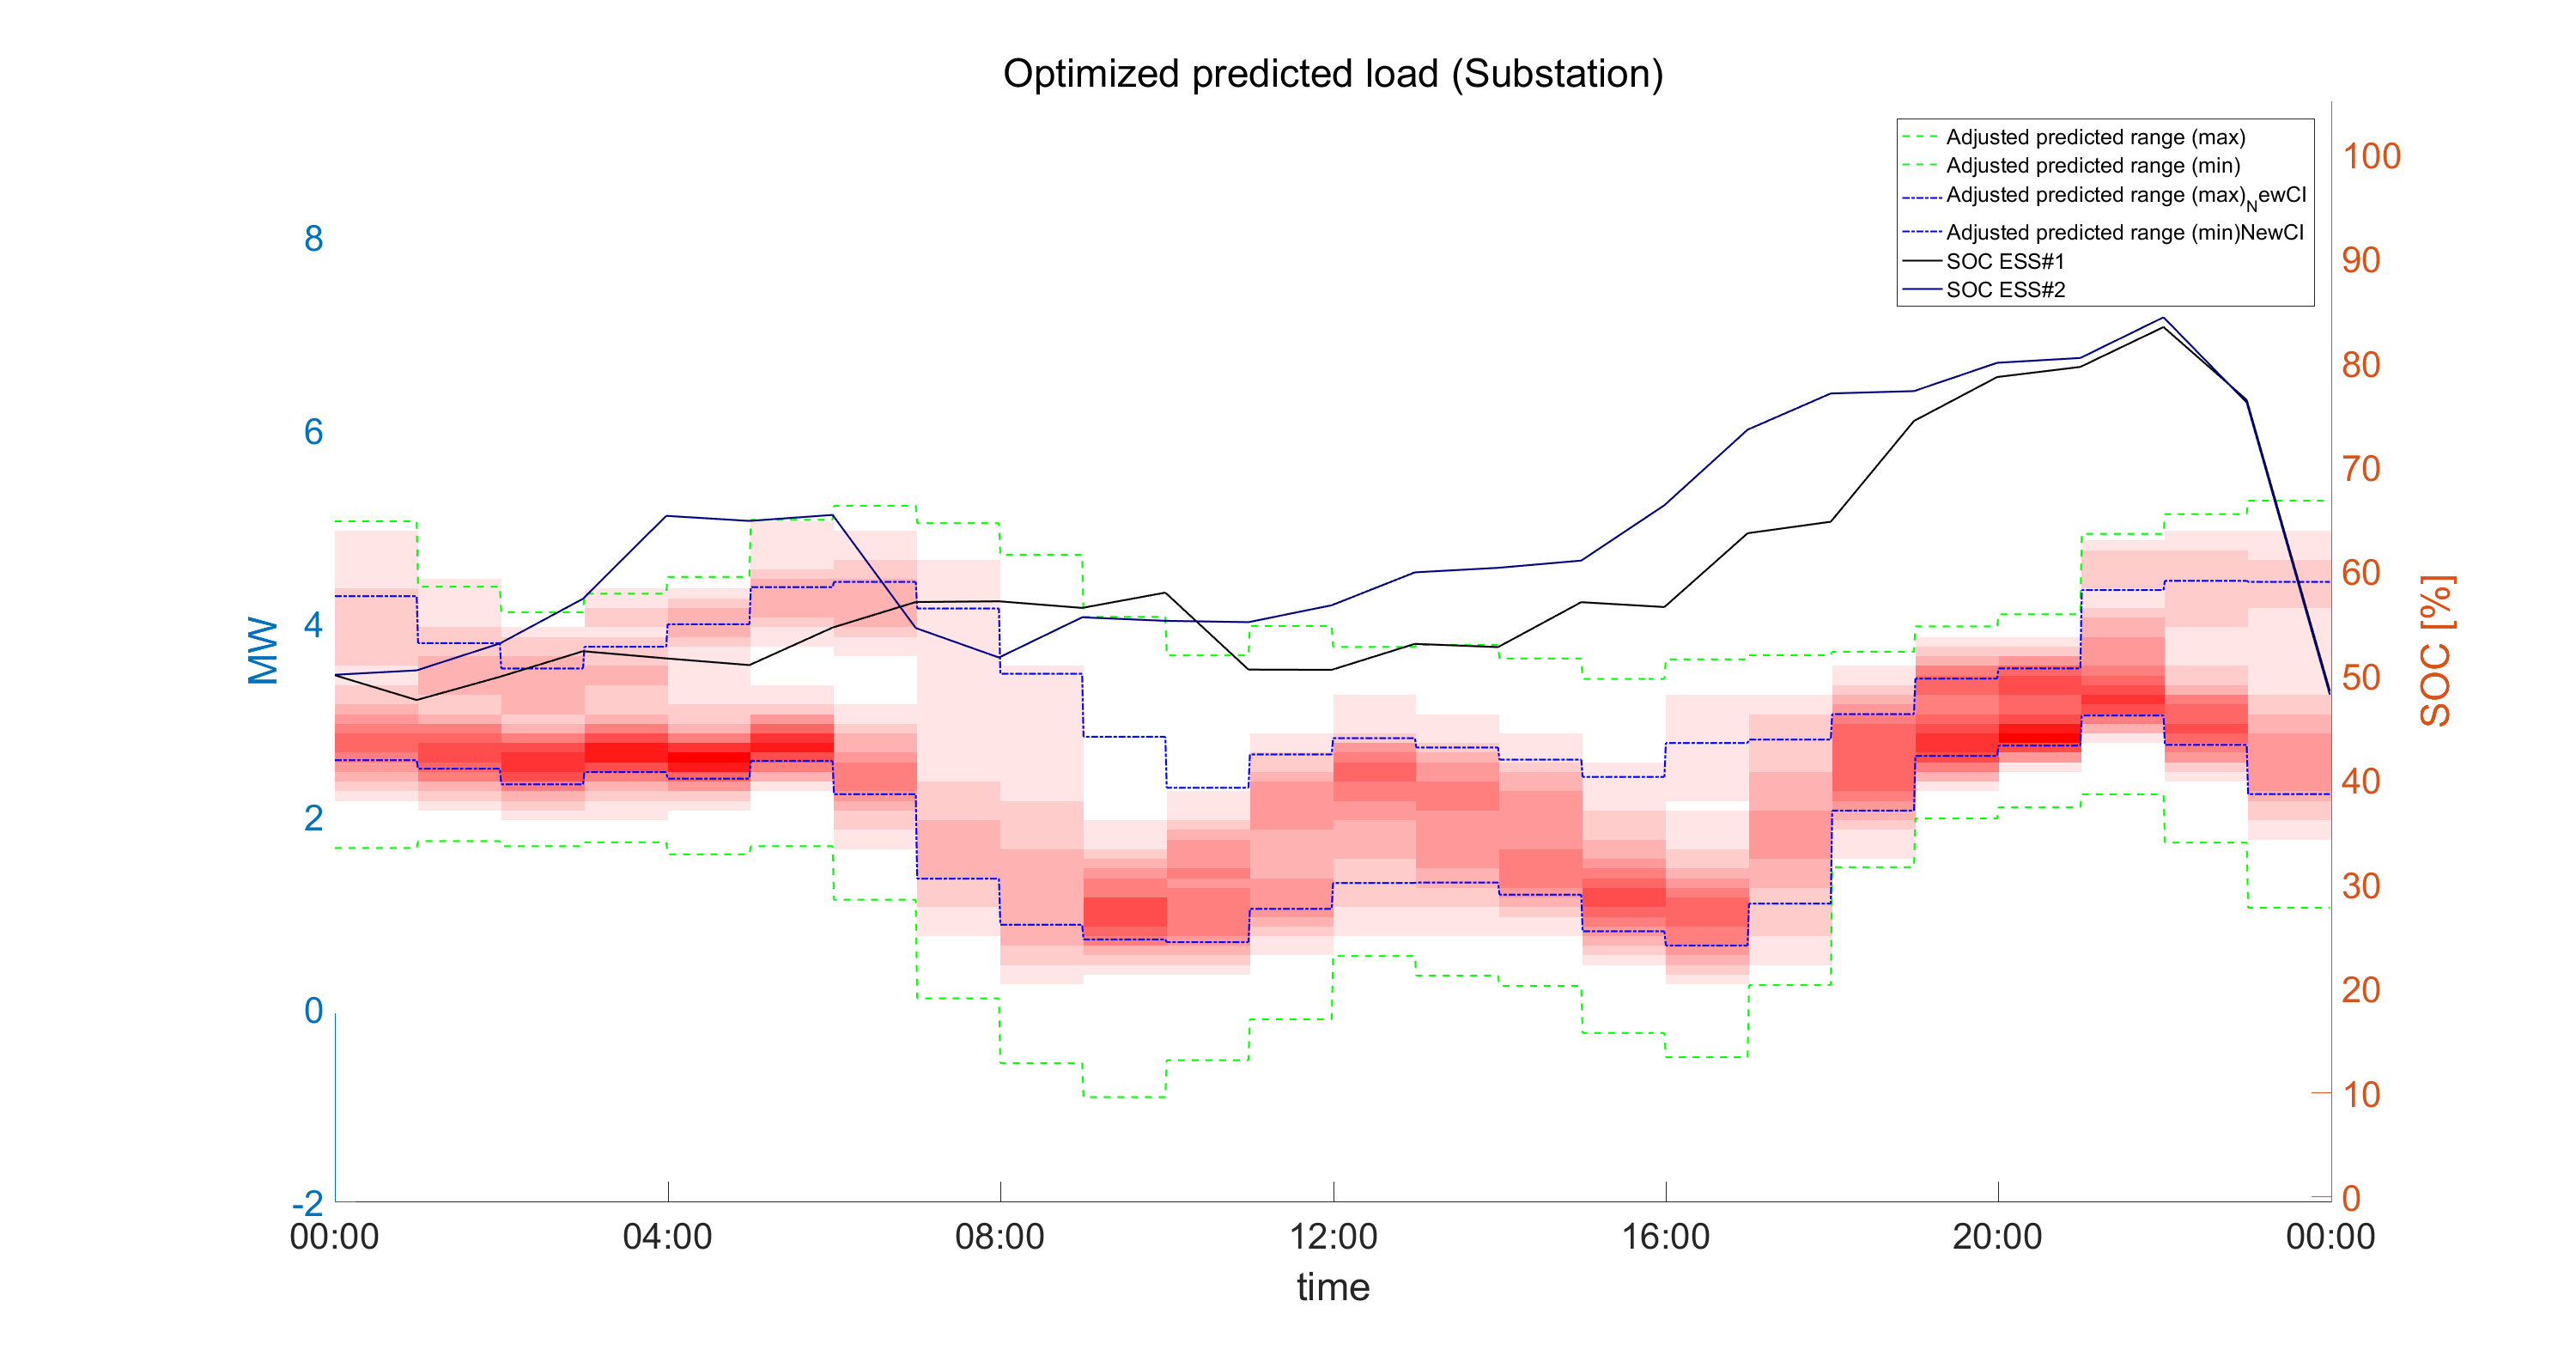 Optimized predicted load (Substation)
Adjusted predicted range (max)
Adjusted predicted range (min)
Adjusted predicted range (max)NewCI
Adjusted predicted range (min)NewCI
SOC ESS#1
SOC ESS#2
MW
8
6
4
2
0
-2
100
90
80
70
60
50
40
30
20
10
0
SOC [%]
00:00 04:00 08:00 12:00 16:00 20:00 00:00
time